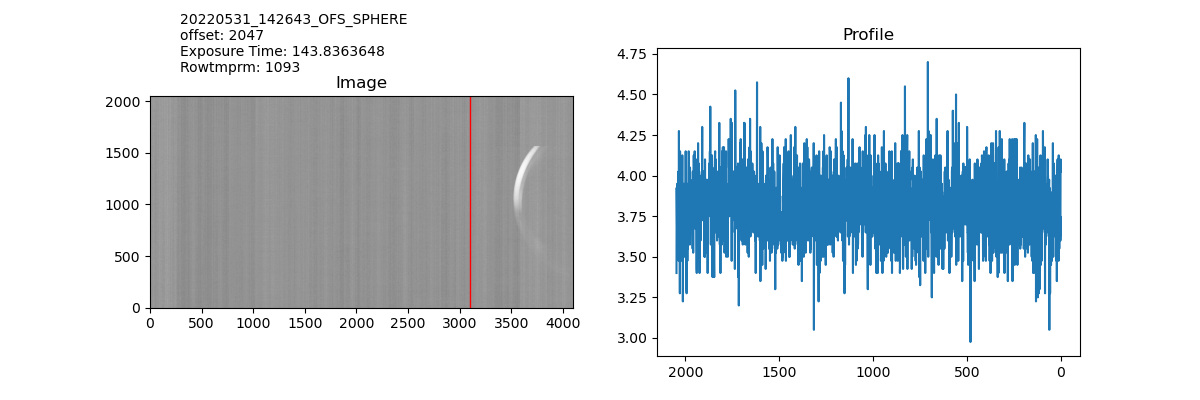 20220531_142643_OFS_SPHERE
offset: 2047
Exposure Time: 143.8363648
Rowtmprm: 1093
Image
2000
1500
1000
500
0
0 500 1000 1500 2000 2500 3000 3500 4000
Profile
4.75
4.50
4.25
4.00
3.75
3.50
3.25
3.00
2000 1500 1000 500 0